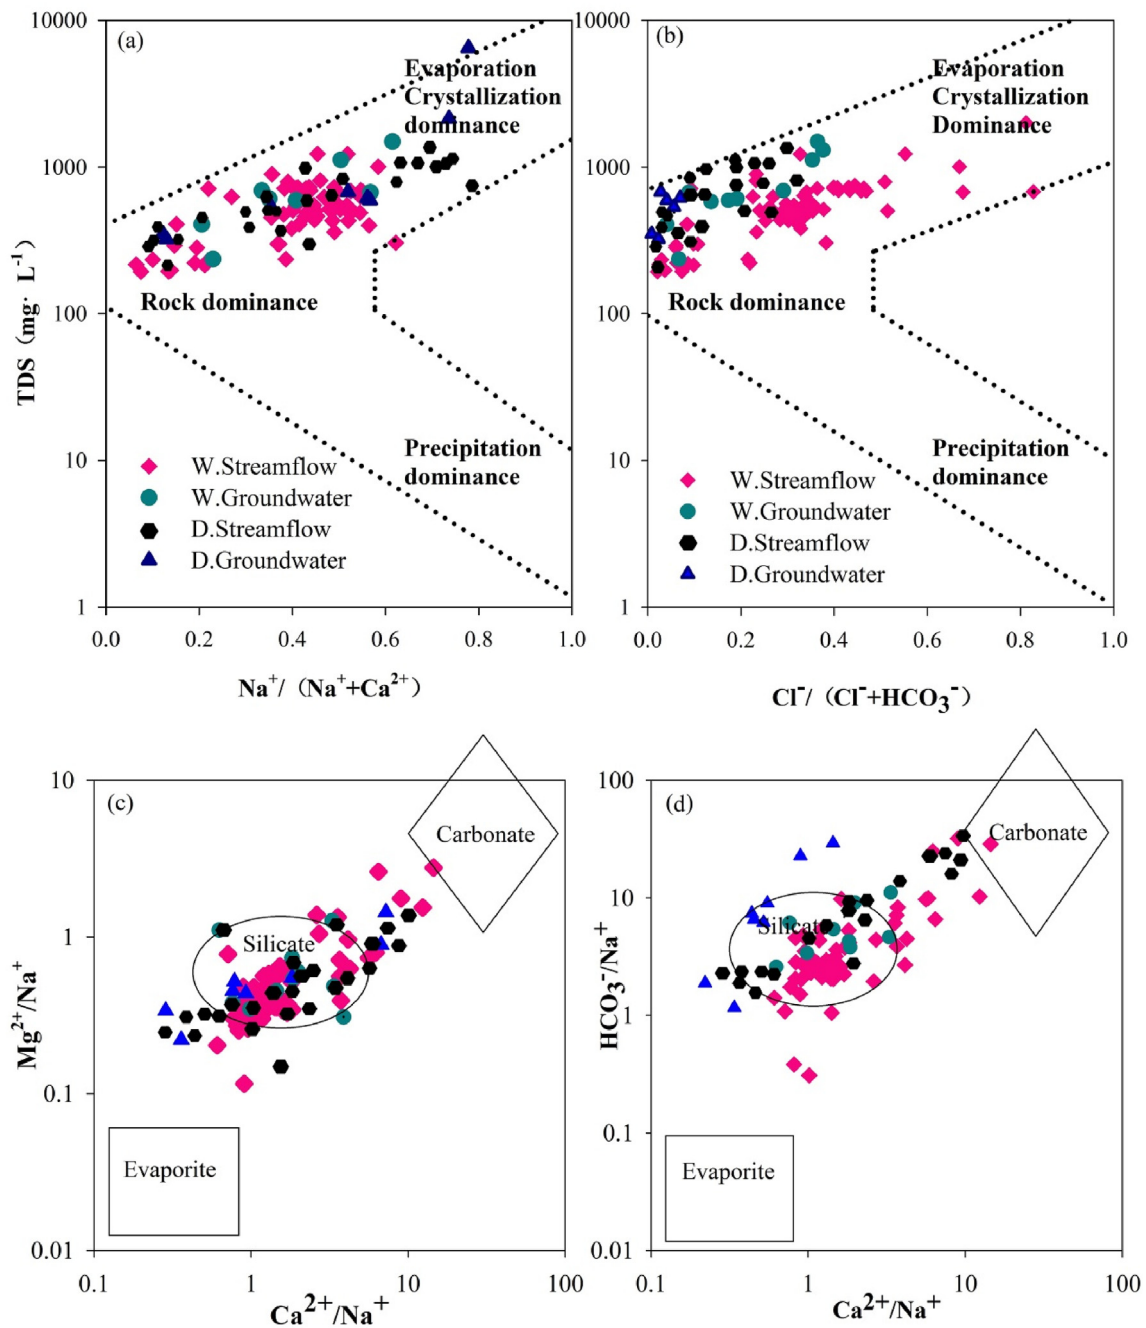 (a)
10000
1000
100
10
1
TDS (mg· L⁻¹)
Evaporation
Crystallization
dominance
Rock dominance
Precipitation
dominance
W.Streamflow
W.Groundwater
D.Streamflow
D.Groundwater
0.0 0.2 0.4 0.6 0.8 1.0
Na⁺/ (Na⁺+Ca²⁺)
(b)
10000
1000
100
10
1
Evaporation
Crystallization
Dominance
Rock dominance
Precipitation
dominance
W.Streamflow
W.Groundwater
D.Streamflow
D.Groundwater
0.0 0.2 0.4 0.6 0.8 1.0
Cl⁻/ (Cl⁻+HCO₃⁻)
(c)
10
1
0.1
0.01
Mg²⁺/Na⁺
Carbonate
Silicate
Evaporite
0.1 1 10 100
Ca²⁺/Na⁺
(d)
100
10
1
0.1
0.01
HCO₃⁻/Na⁺
Carbonate
Silicate
Evaporite
0.1 1 10 100
Ca²⁺/Na⁺